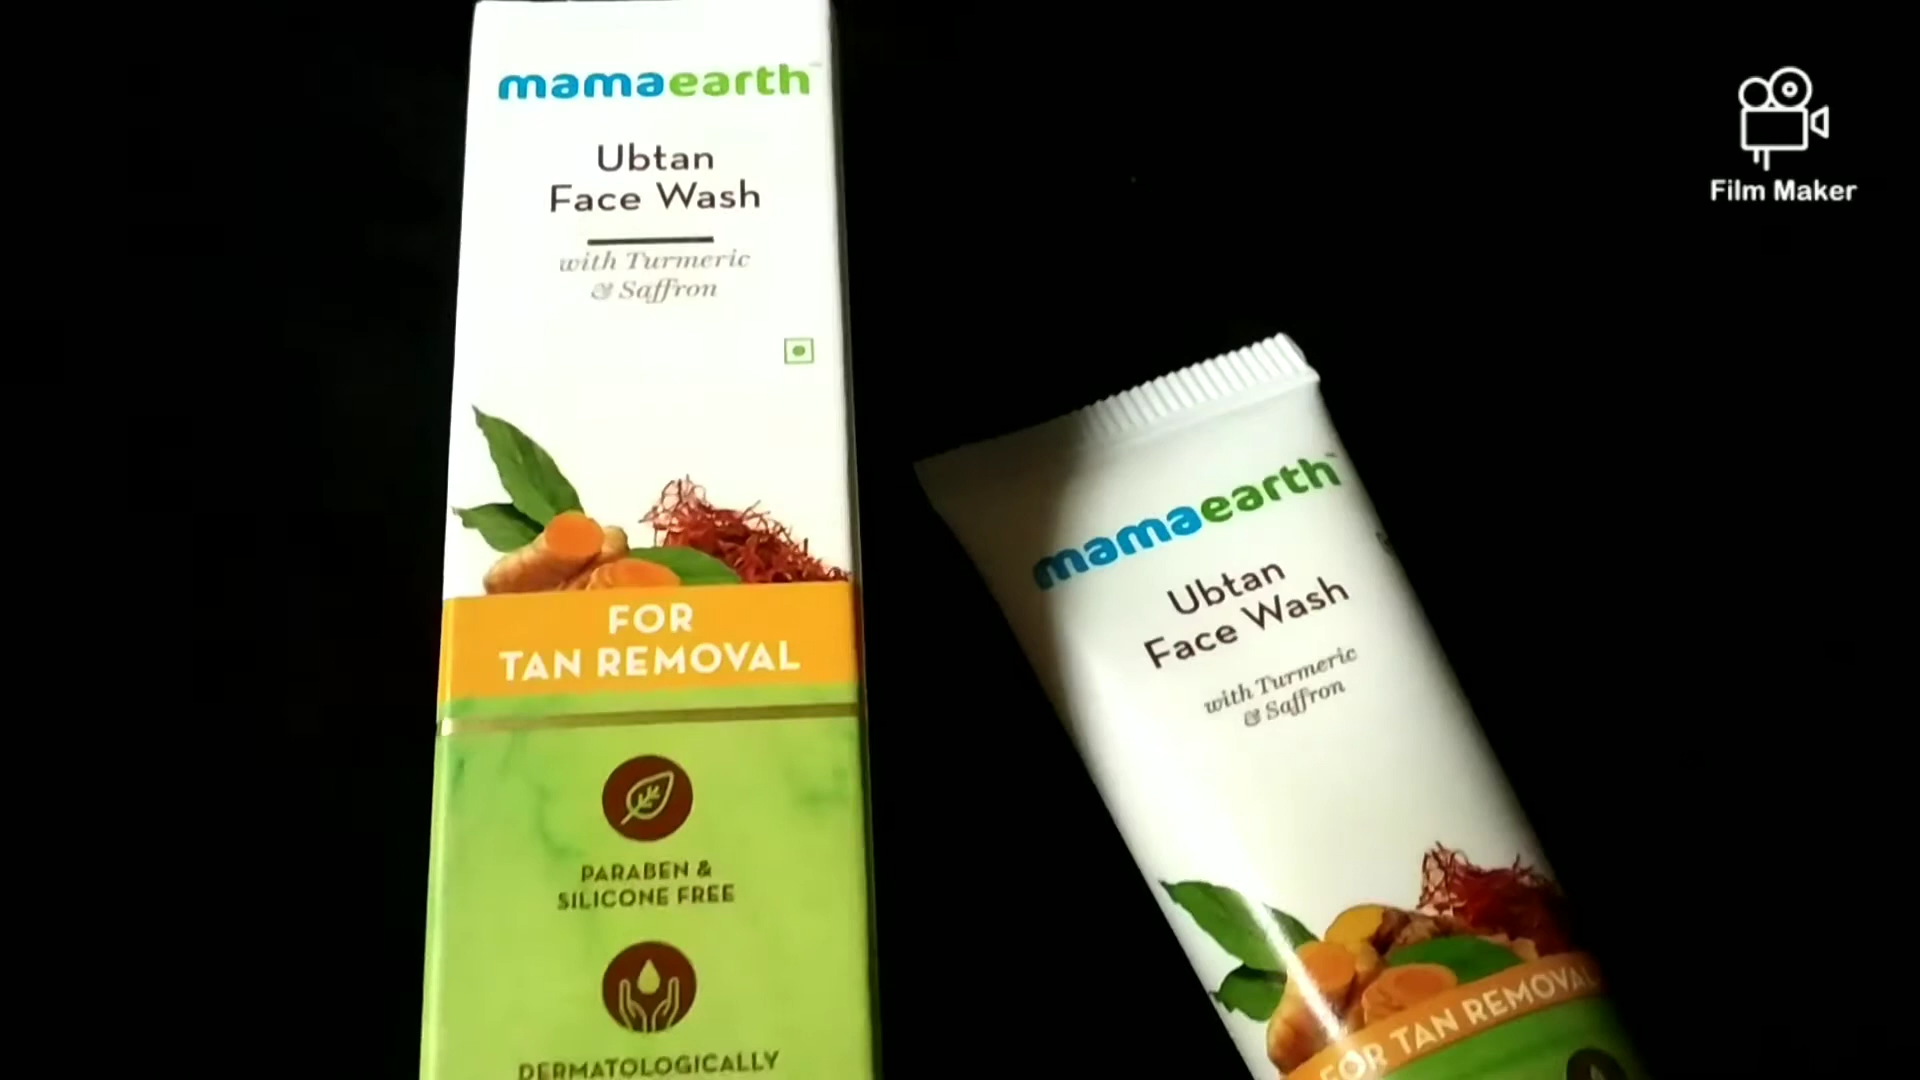 mamaearth
Ubtan
Face Wash
with Turmeric
& Saffron
FOR
TAN REMOVAL
PARABEN &
SILICONE FREE
DERMATOLOGICALLY
mamaearth
Ubtan
Face Wash
with Turmeric
& Saffron
FOR TAN REMOVAL
Film Maker